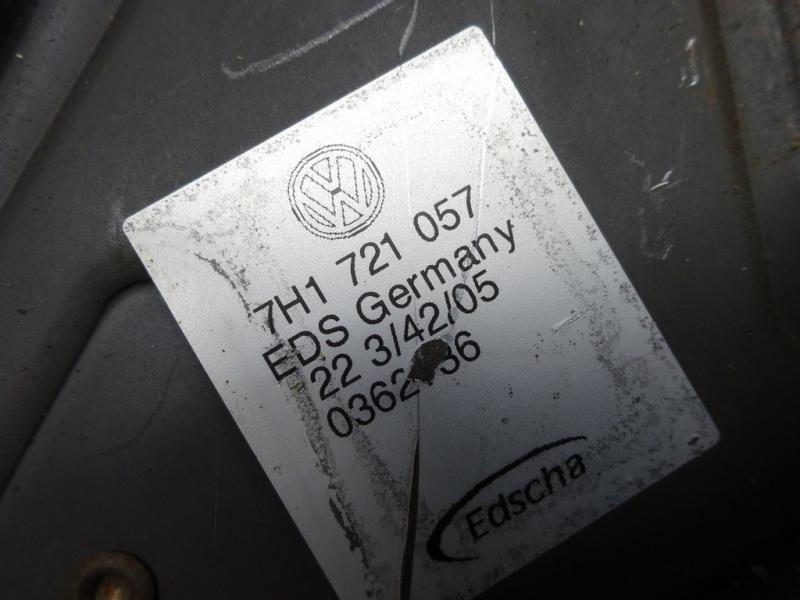 7H1 721 057
EDS Germany
22 3/42/05
Edscha